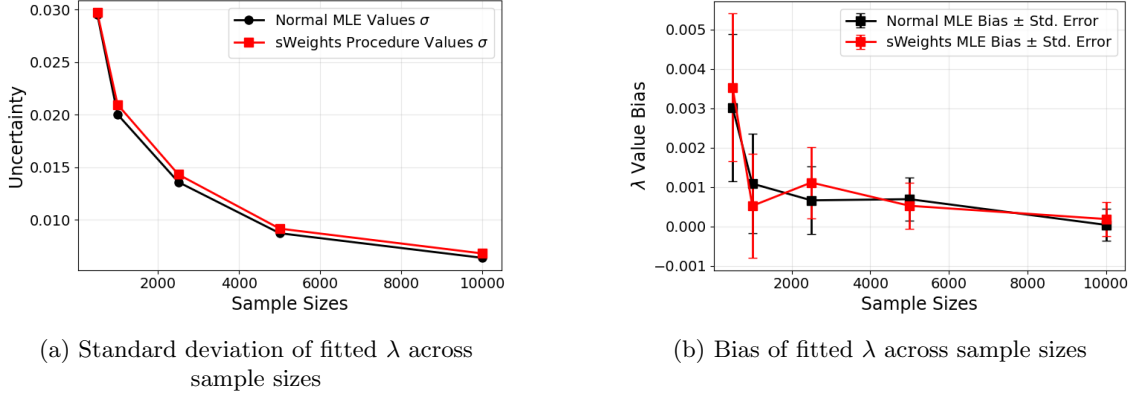 0.030
0.025
0.020
0.015
0.010
Uncertainty
Normal MLE Values σ
sWeights Procedure Values σ
2000
4000
6000
8000
10000
Sample Sizes
(a) Standard deviation of fitted λ across
sample sizes
0.005
0.004
0.003
0.002
0.001
0.000
−0.001
λ Value Bias
Normal MLE Bias ± Std. Error
sWeights MLE Bias ± Std. Error
2000
4000
6000
8000
10000
Sample Sizes
(b) Bias of fitted λ across sample sizes